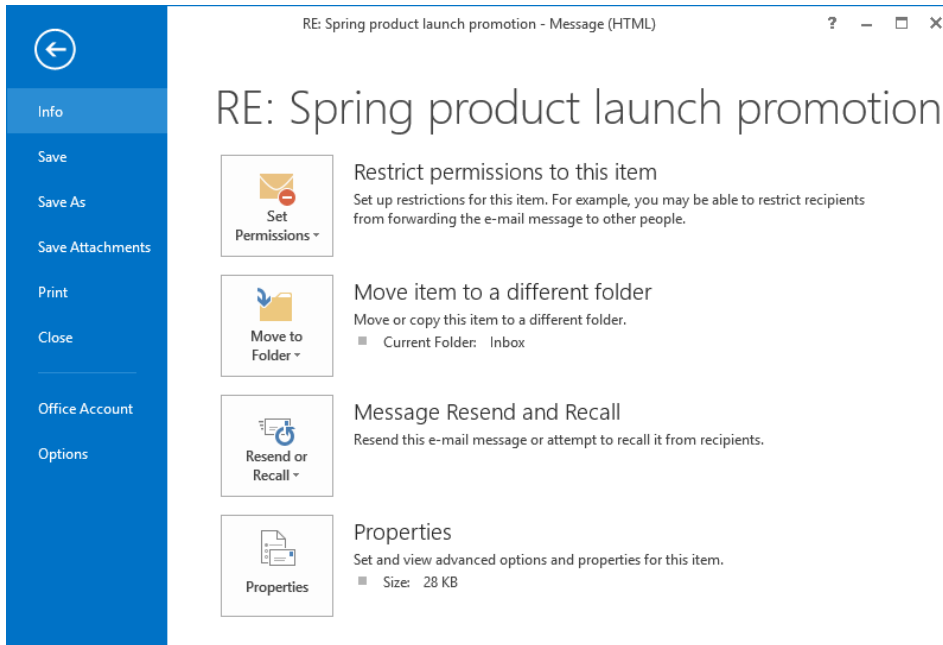 RE: Spring product launch promotion - Message (HTML)
?
Info
Save
Save As
Save Attachments
Print
Close
Office Account
Options
RE: Spring product launch promotion
Set
Permissions
Restrict permissions to this item
Set up restrictions for this item. For example, you may be able to restrict recipients
from forwarding the e-mail message to other people.
Move to
Folder
Move item to a different folder
Move or copy this item to a different folder.
Current Folder: Inbox
Resend or
Recall
Message Resend and Recall
Resend this e-mail message or attempt to recall it from recipients.
Properties
Properties
Set and view advanced options and properties for this item.
Size: 28 KB